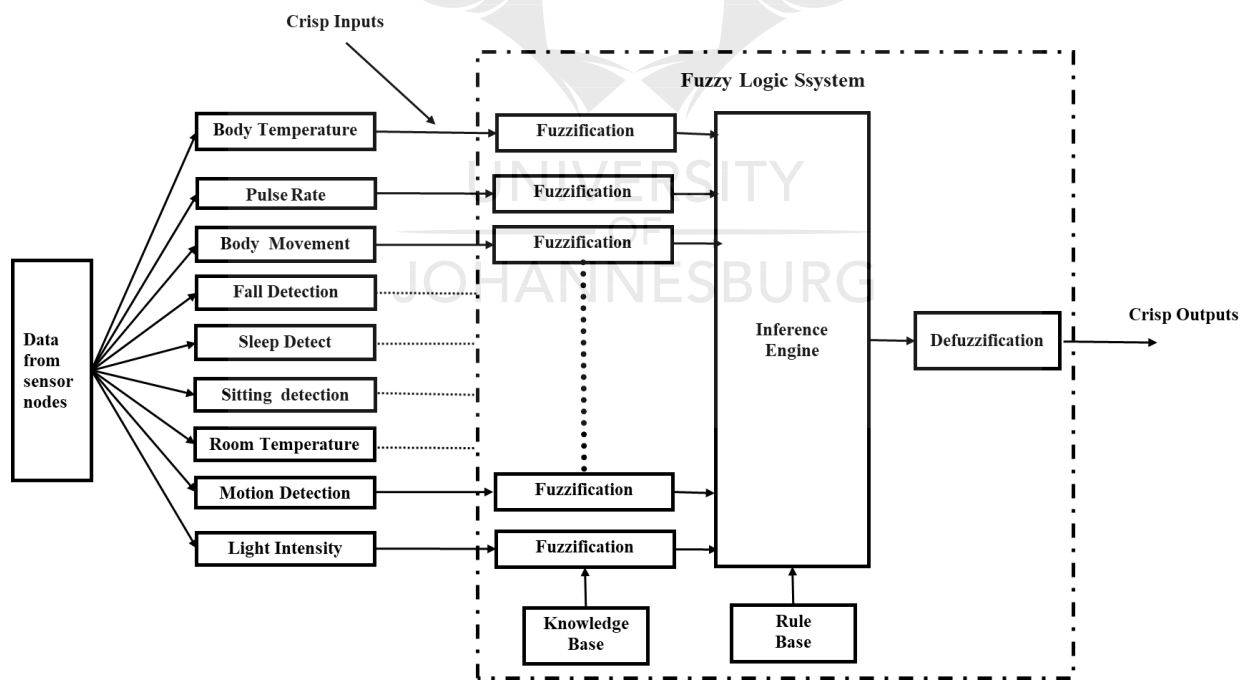 Crisp Inputs
Fuzzy Logic Ssystem
Body Temperature
Fuzzification
Pulse Rate
Fuzzification
Body Movement
Fuzzification
Fall Detection
Sleep Detect
Sitting detection
Room Temperature
Motion Detection
Fuzzification
Light Intensity
Fuzzification
Data
from
sensor
nodes
Inference
Engine
Defuzzification
Crisp Outputs
Knowledge
Base
Rule
Base
UNIVERSITY
OF
JOHANNESBURG